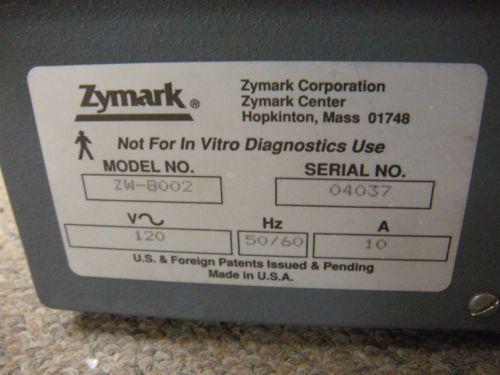 Zymark®
Zymark Corporation
Zymark Center
Hopkinton, Mass 01748
Not For In Vitro Diagnostics Use
MODEL NO. SERIAL NO.
ZW-8002 04037
V~ Hz A
120 50/60 10
U.S. & Foreign Patents Issued & Pending
Made in U.S.A.